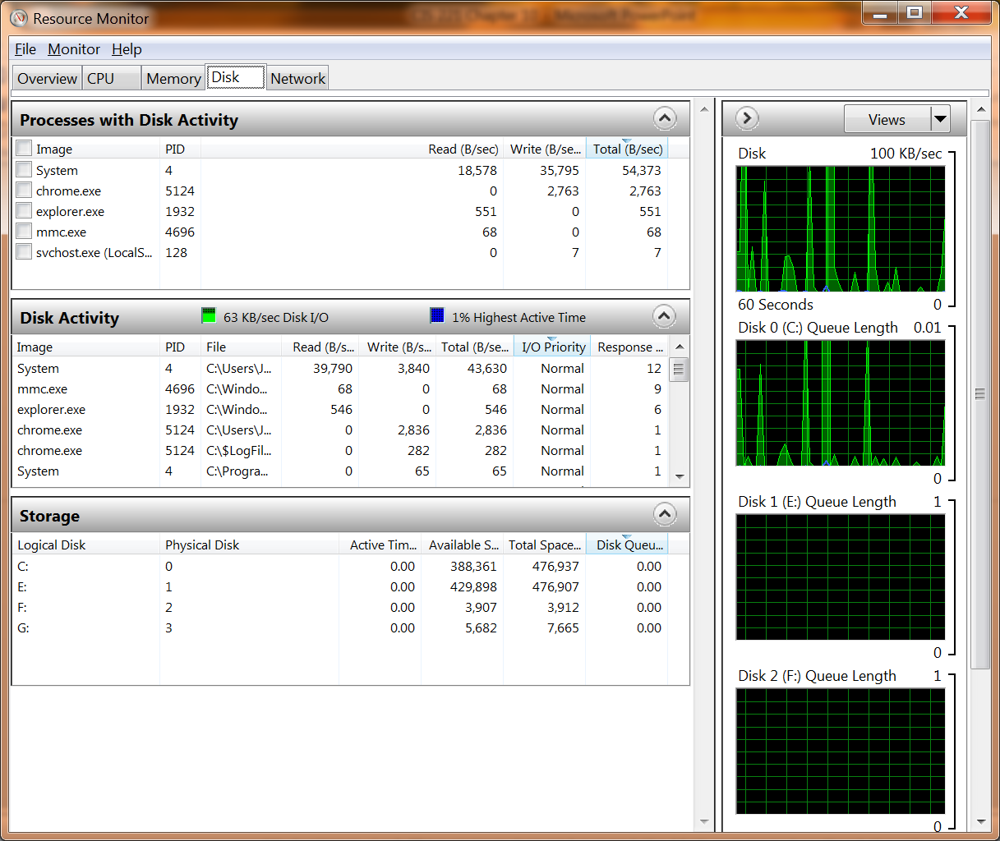 Resource Monitor
File Monitor Help
Overview CPU Memory Disk Network
Processes with Disk Activity
Image PID Read (B/sec) Write (B/se... Total (B/sec)
System 4 18,578 35,795 54,373
chrome.exe 5124 0 2,763 2,763
explorer.exe 1932 551 0 551
mmc.exe 4696 68 0 68
svchost.exe (LocalS... 128 0 7 7
Disk Activity 63 KB/sec Disk I/O 1% Highest Active Time
Image PID File Read (B/s... Write (B/s... Total (B/se... I/O Priority Response ...
System 4 C:\Users\J... 39,790 3,840 43,630 Normal 12
mmc.exe 4696 C:\Windo... 68 0 68 Normal 9
explorer.exe 1932 C:\Windo... 546 0 546 Normal 6
chrome.exe 5124 C:\Users\J... 0 2,836 2,836 Normal 1
chrome.exe 5124 C:\$LogFil... 0 282 282 Normal 1
System 4 C:\Progra... 0 65 65 Normal 1
Storage
Logical Disk Physical Disk Active Tim... Available S... Total Space... Disk Queu...
C: 0 0.00 388,361 476,937 0.00
E: 1 0.00 429,898 476,907 0.00
F: 2 0.00 3,907 3,912 0.00
G: 3 0.00 5,682 7,665 0.00
Views
Disk 100 KB/sec
60 Seconds 0
Disk 0 (C:) Queue Length 0.01
0
Disk 1 (E:) Queue Length 1
0
Disk 2 (F:) Queue Length 1
0